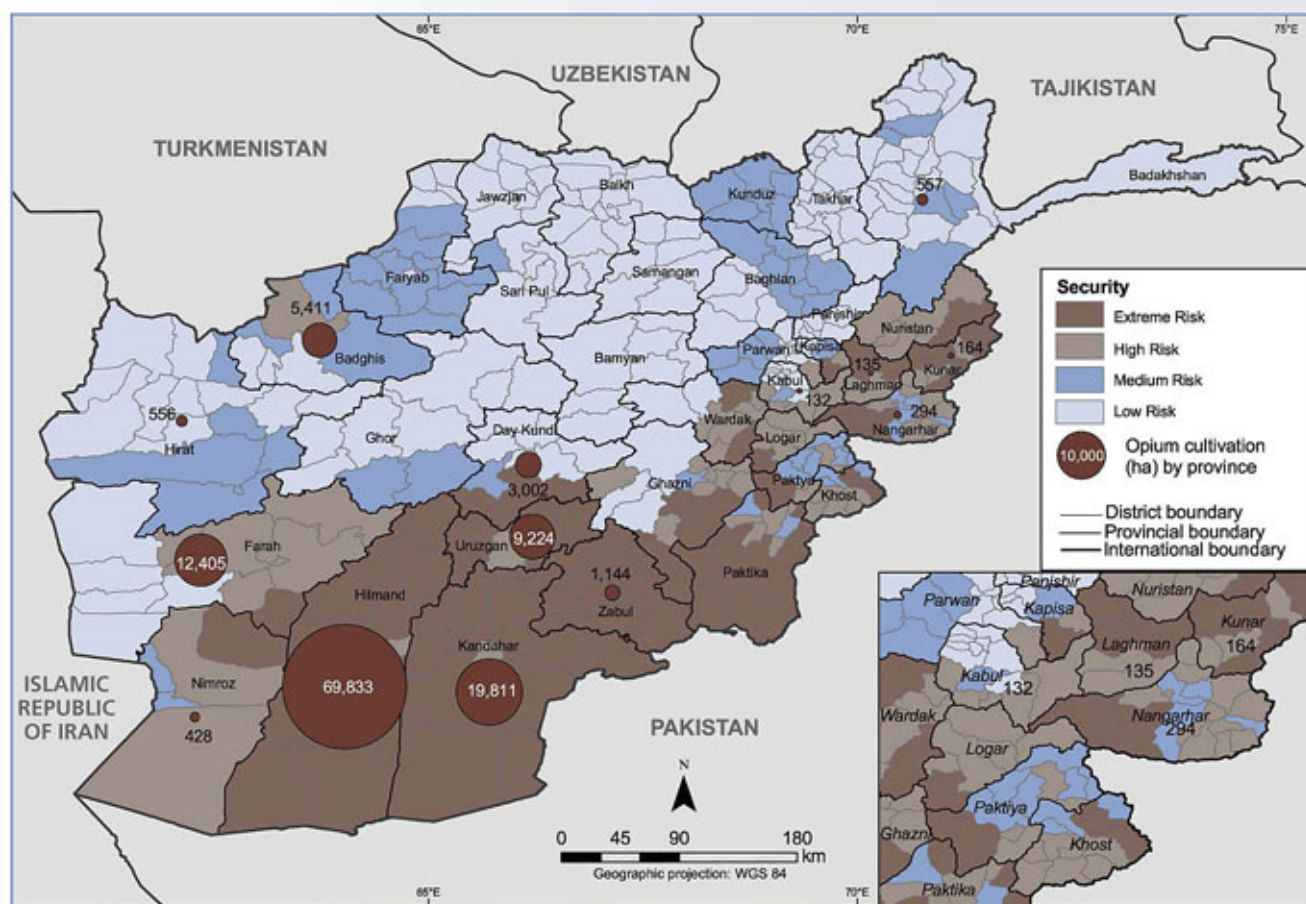 65°E
70°E
75°E
UZBEKISTAN
TAJIKISTAN
TURKMENISTAN
Badakhshan
Jawzjan
Balkh
Kunduz
Takhar
557
Faryab
Sari Pul
Samangan
Baghlan
5,411
Badghis
Panjshir
Nuristan
Bamyan
Parwan
Kapisa
164
135
Kunar
Kabul
Laghman
132
294
Nangarhar
556
Hirat
Ghor
Day Kundi
Wardak
Logar
3,002
Ghazni
Paktya
Khost
12,405
Farah
Uruzgan
9,224
1,144
Zabul
Paktika
Hilmand
Kandahar
Nimroz
69,833
19,811
428
ISLAMIC
REPUBLIC
OF IRAN
PAKISTAN
N
0 45 90 180
km
Geographic projection: WGS 84
65°E
70°E
Security
Extreme Risk
High Risk
Medium Risk
Low Risk
10,000
Opium cultivation
(ha) by province
District boundary
Provincial boundary
International boundary
Panjshir
Nuristan
Parwan
Kapisa
Kunar
164
Laghman
135
Kabul
132
Wardak
Nangarhar
294
Logar
Paktiya
Ghazni
Khost
Paktika